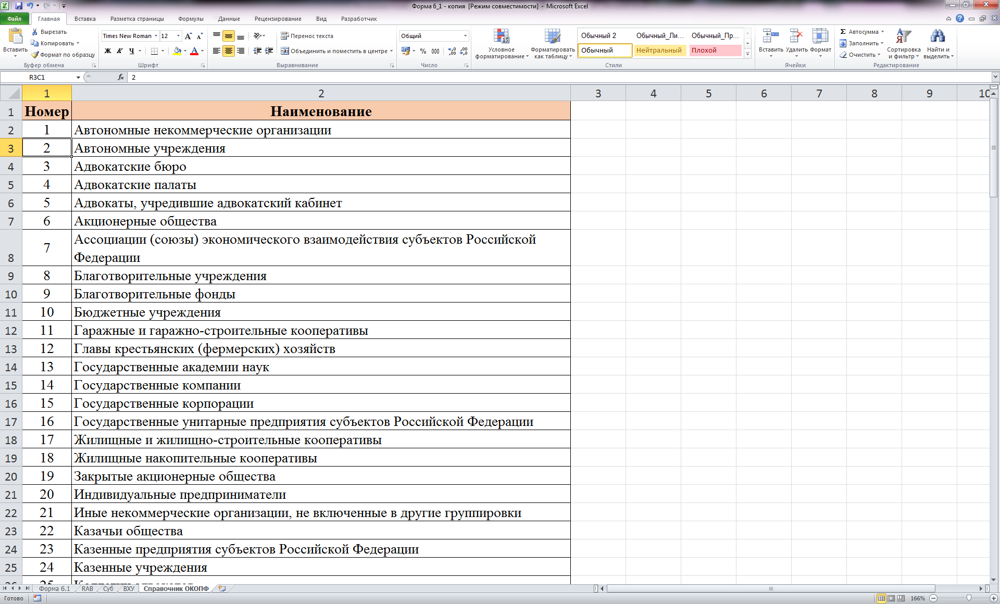 Форма 6_1 - копия  [Режим совместимости]  -  Microsoft Excel
Файл Главная Вставка Разметка страницы Формулы Данные Рецензирование Вид Разработчик
Вставить
Вырезать
Копировать
Формат по образцу
Буфер обмена
Times New Roman 12
Ж К Ч
Шрифт
Перенос текста
Объединить и поместить в центре
Выравнивание
Общий
% 000
Число
Условное форматирование
Форматировать как таблицу
Обычный 2 Обычный_Ли... Обычный_Пр...
Обычный Нейтральный Плохой
Стили
Вставить Удалить Формат
Ячейки
Σ Автосумма
Заполнить
Очистить
Сортировка и фильтр
Найти и выделить
Редактирование
R3C1 fx 2
1 2 3 4 5 6 7 8 9 10
1 Номер Наименование
2 1 Автономные некоммерческие организации
3 2 Автономные учреждения
4 3 Адвокатские бюро
5 4 Адвокатские палаты
6 5 Адвокаты, учредившие адвокатский кабинет
7 6 Акционерные общества
8 7 Ассоциации (союзы) экономического взаимодействия субъектов Российской
Федерации
9 8 Благотворительные учреждения
10 9 Благотворительные фонды
11 10 Бюджетные учреждения
12 11 Гаражные и гаражно-строительные кооперативы
13 12 Главы крестьянских (фермерских) хозяйств
14 13 Государственные академии наук
15 14 Государственные компании
16 15 Государственные корпорации
17 16 Государственные унитарные предприятия субъектов Российской Федерации
18 17 Жилищные и жилищно-строительные кооперативы
19 18 Жилищные накопительные кооперативы
20 19 Закрытые акционерные общества
21 20 Индивидуальные предприниматели
22 21 Иные некоммерческие организации, не включенные в другие группировки
23 22 Казачьи общества
24 23 Казенные предприятия субъектов Российской Федерации
25 24 Казенные учреждения
Форма 6.1 RAB Суб ВХУ Справочник ОКОПФ
Готово 166%